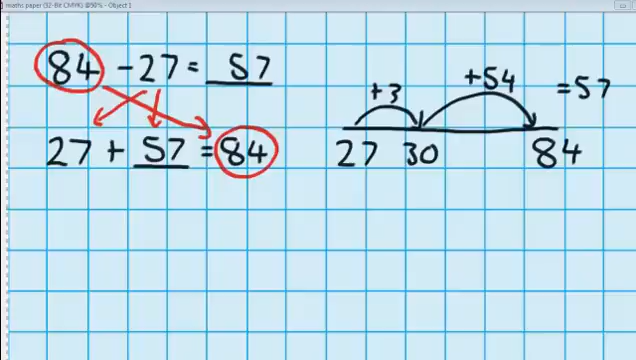 maths paper (32-Bit CMYK) @50% - Object 1
84 - 27 = 57
27 + 57 = 84
+3 +54 = 57
27 30 84